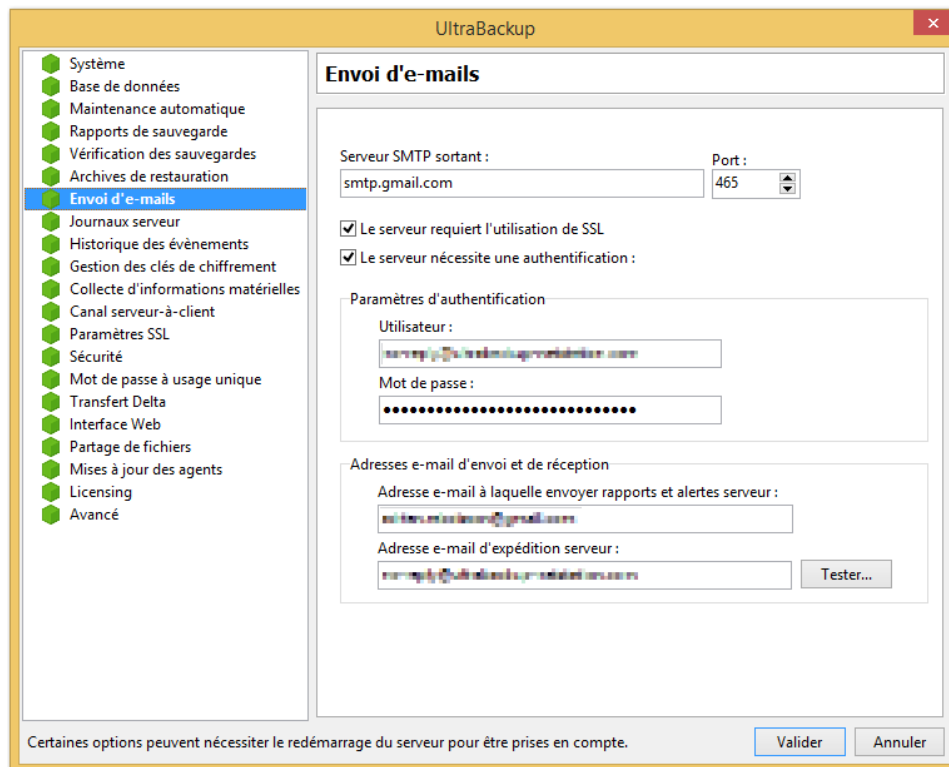 UltraBackup
Système
Base de données
Maintenance automatique
Rapports de sauvegarde
Vérification des sauvegardes
Archives de restauration
Envoi d'e-mails
Journaux serveur
Historique des évènements
Gestion des clés de chiffrement
Collecte d'informations matérielles
Canal serveur-à-client
Paramètres SSL
Sécurité
Mot de passe à usage unique
Transfert Delta
Interface Web
Partage de fichiers
Mises à jour des agents
Licensing
Avancé
Envoi d'e-mails
Serveur SMTP sortant :
Port :
smtp.gmail.com
465
Le serveur requiert l'utilisation de SSL
Le serveur nécessite une authentification :
Paramètres d'authentification
Utilisateur :
Mot de passe :
Adresses e-mail d'envoi et de réception
Adresse e-mail à laquelle envoyer rapports et alertes serveur :
Adresse e-mail d'expédition serveur :
Tester...
Certaines options peuvent nécessiter le redémarrage du serveur pour être prises en compte.
Valider
Annuler